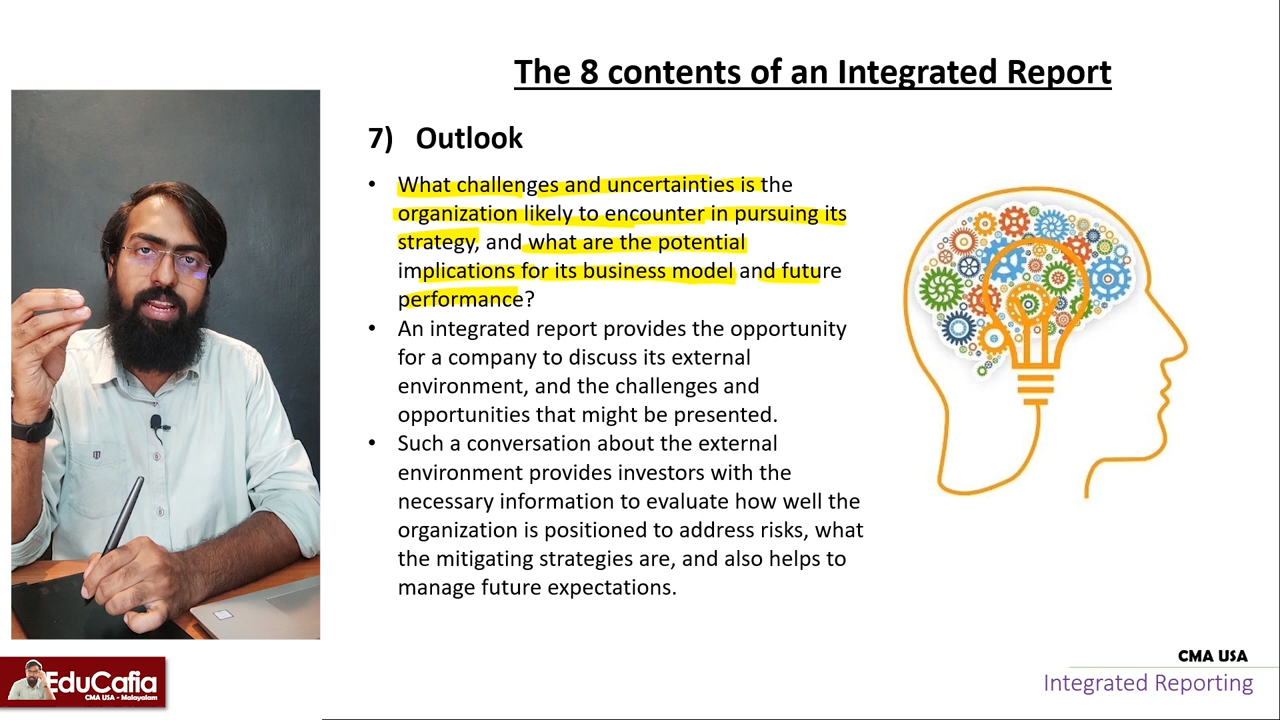 The 8 contents of an Integrated Report
7) Outlook
• What challenges and uncertainties is the
organization likely to encounter in pursuing its
strategy, and what are the potential
implications for its business model and future
performance?
• An integrated report provides the opportunity
for a company to discuss its external
environment, and the challenges and
opportunities that might be presented.
• Such a conversation about the external
environment provides investors with the
necessary information to evaluate how well the
organization is positioned to address risks, what
the mitigating strategies are, and also helps to
manage future expectations.
EduCafia
CMA USA - Malayalam
CMA USA
Integrated Reporting